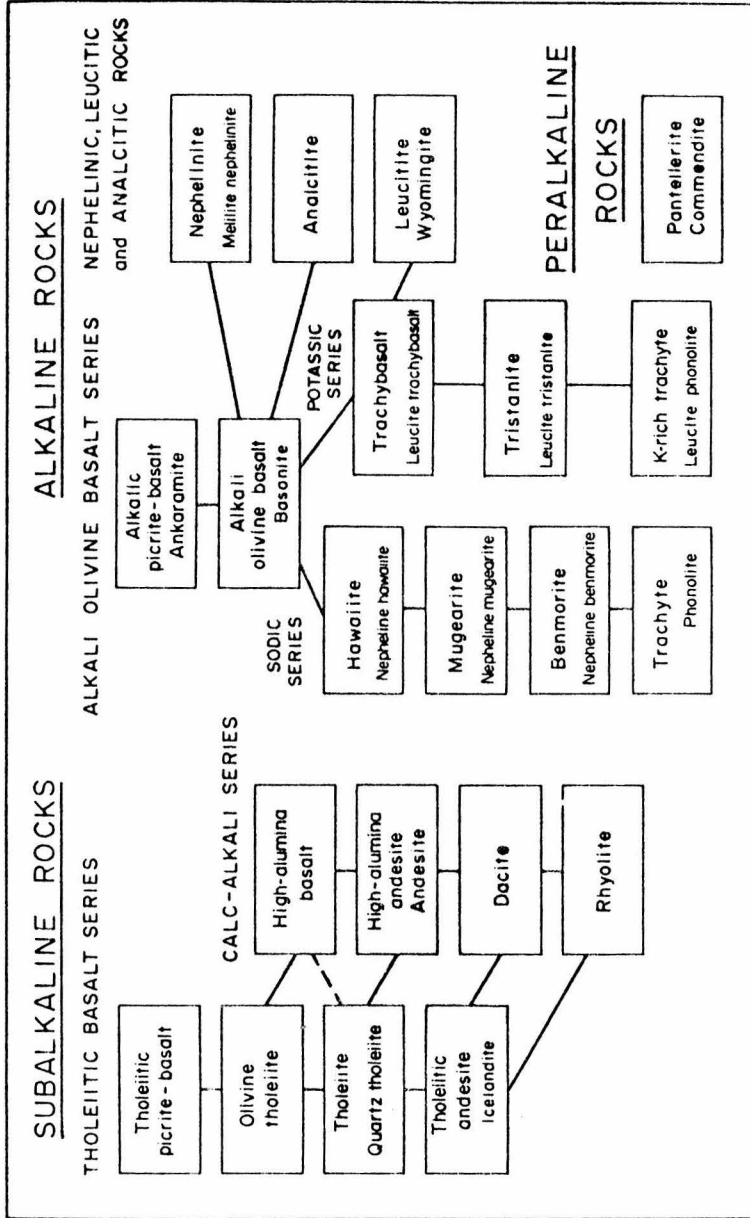 SUBALKALINE ROCKS
THOLEIITIC BASALT SERIES
Tholeiitic
picrite-basalt
Olivine
tholeiite
Tholeiite
Quartz tholeiite
Tholeiitic
andesite
Icelandite
CALC-ALKALI SERIES
High-alumina
basalt
High-alumina
andesite
Andesite
Dacite
Rhyolite
ALKALINE ROCKS
ALKALI OLIVINE BASALT SERIES
Alkalic
picrite-basalt
Ankaramite
Alkali
olivine basalt
Basanite
SODIC
SERIES
Hawaiite
Nepheline hawaiite
Mugearite
Nepheline mugearite
Benmorite
Nepheline benmorite
Trachyte
Phonolite
POTASSIC
SERIES
Trachybasalt
Leucite trachybasalt
Tristanite
Leucite tristanite
K-rich trachyte
Leucite phonolite
NEPHELINIC, LEUCITIC
and ANALCITIC ROCKS
Nephelinite
Melilite nephelinite
Analcitite
Leucitite
Wyomingite
PERALKALINE
ROCKS
Pantellerite
Commendite